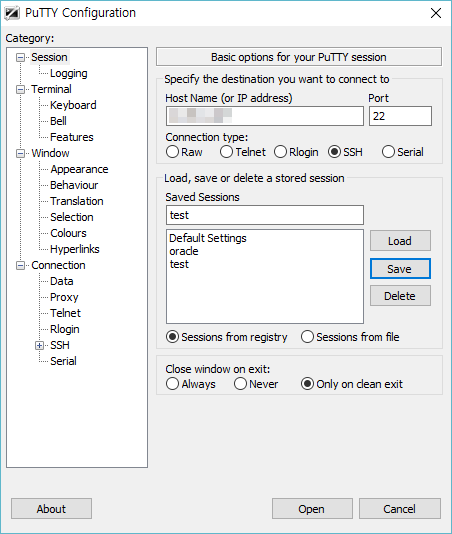 PuTTY Configuration
Category:
Session
Logging
Terminal
Keyboard
Bell
Features
Window
Appearance
Behaviour
Translation
Selection
Colours
Hyperlinks
Connection
Data
Proxy
Telnet
Rlogin
SSH
Serial
Basic options for your PuTTY session
Specify the destination you want to connect to
Host Name (or IP address) Port
22
Connection type:
Raw Telnet Rlogin SSH Serial
Load, save or delete a stored session
Saved Sessions
test
Default Settings
oracle
test
Load
Save
Delete
Sessions from registry Sessions from file
Close window on exit:
Always Never Only on clean exit
About Open Cancel